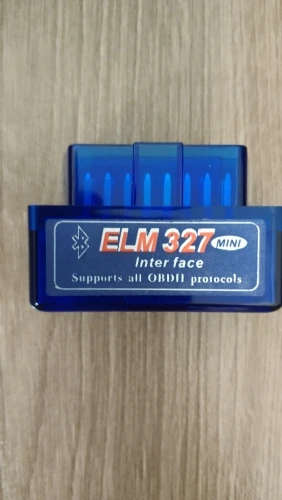 ELM 327 MINI
Inter face
Supports all OBDII protocols